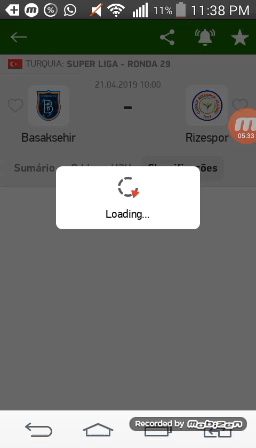 11% 11:38 PM
TURQUIA: SUPER LIGA - RONDA 29
21.04.2019 10:00
-
Basaksehir
Rizespor
05:33
Sumário
Loading...
Recorded by mobizen